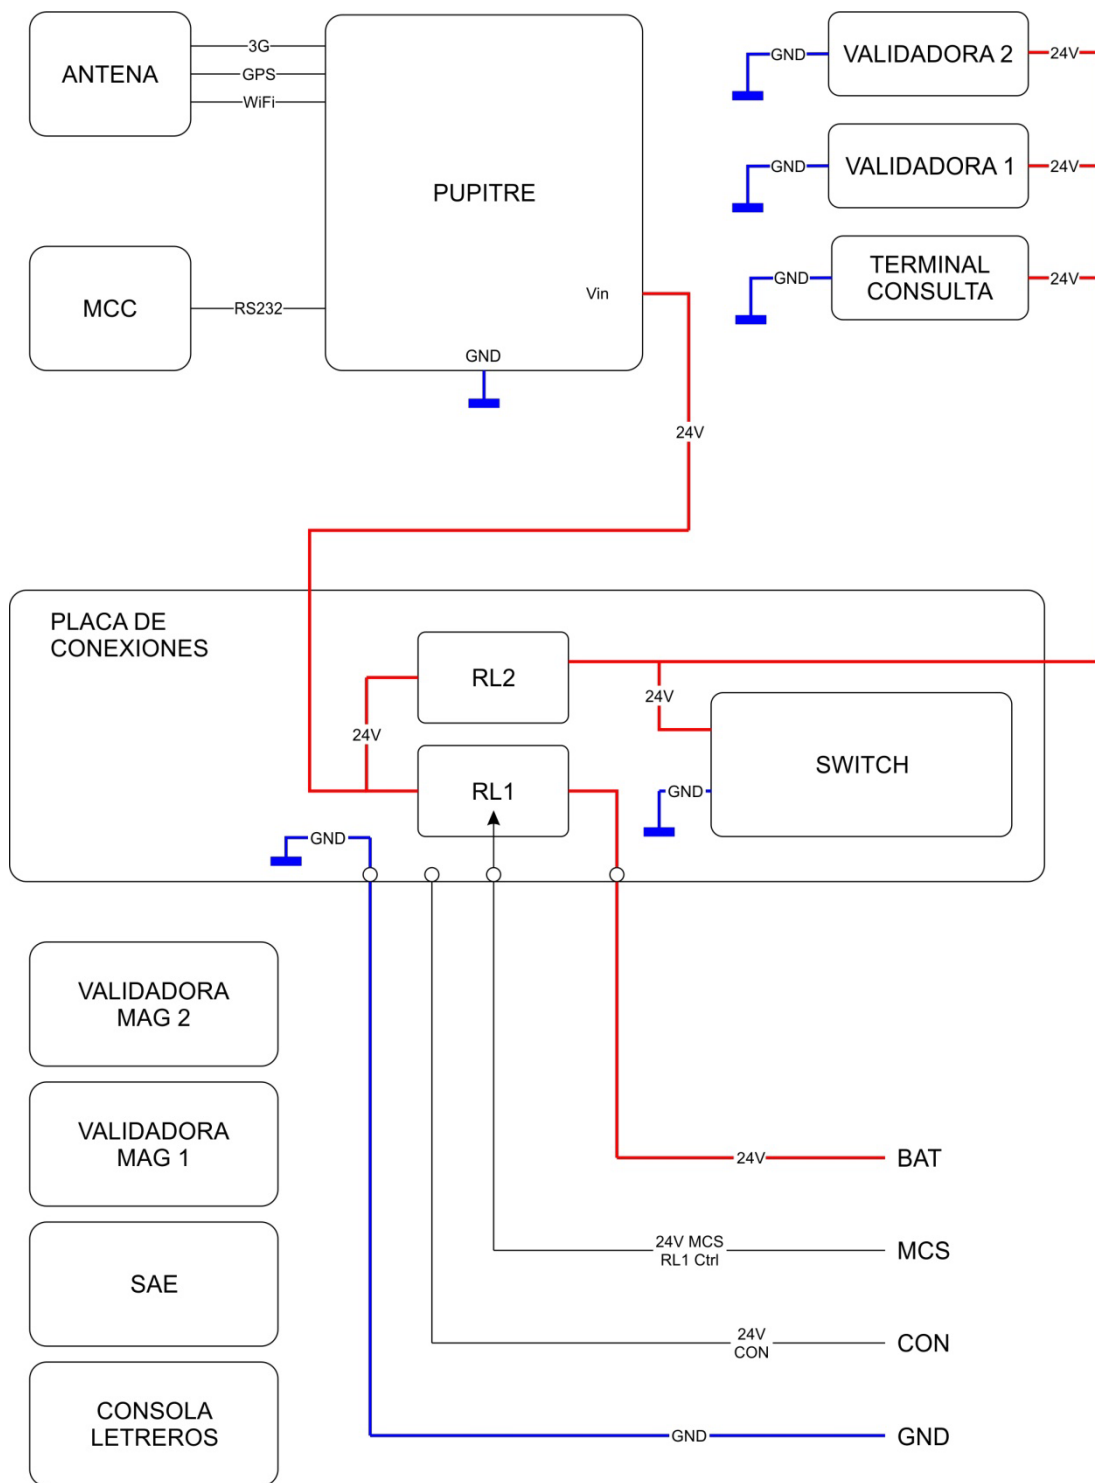 ANTENA
3G
GPS
WiFi
PUPITRE
Vin
GND
MCC
RS232
GND
VALIDADORA 2
24V
GND
VALIDADORA 1
24V
GND
TERMINAL
CONSULTA
24V
24V
PLACA DE
CONEXIONES
RL2
24V
24V
SWITCH
RL1
GND
GND
VALIDADORA
MAG 2
VALIDADORA
MAG 1
SAE
CONSOLA
LETREROS
24V
BAT
24V MCS
RL1 Ctrl
MCS
24V
CON
CON
GND
GND